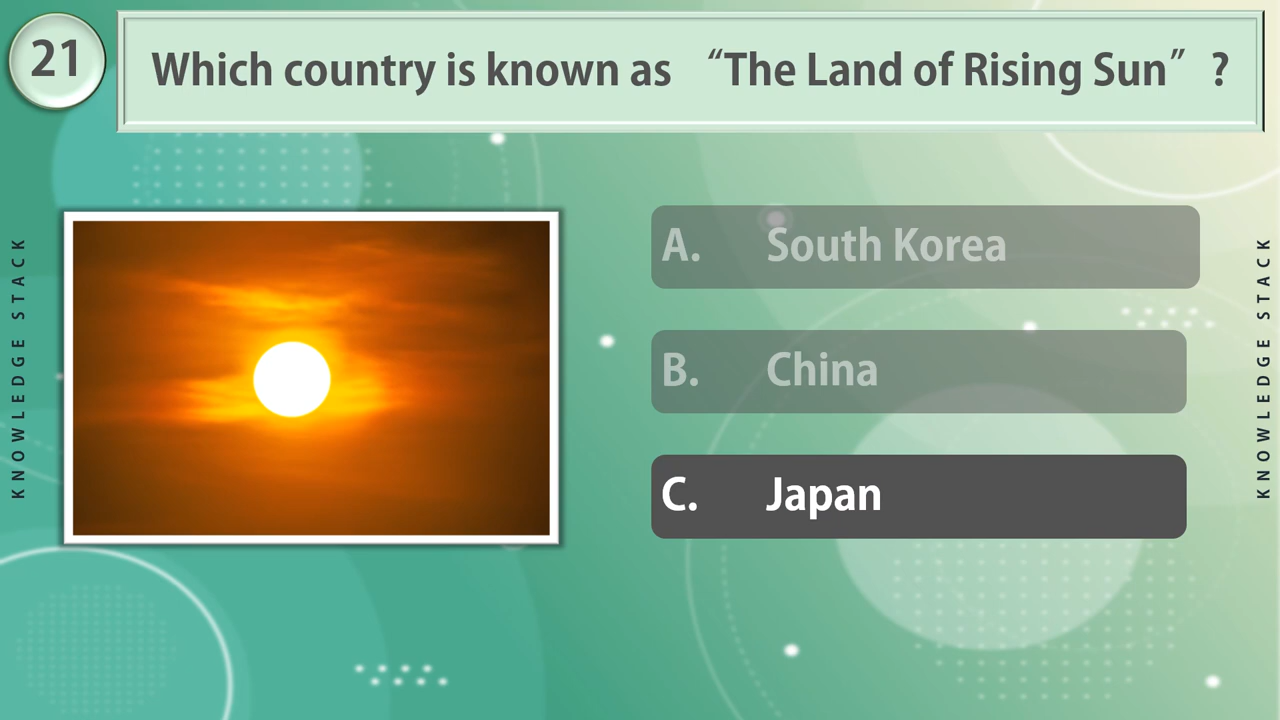 21
Which country is known as “The Land of Rising Sun” ?
KNOWLEDGE STACK
A. South Korea
B. China
C. Japan
KNOWLEDGE STACK